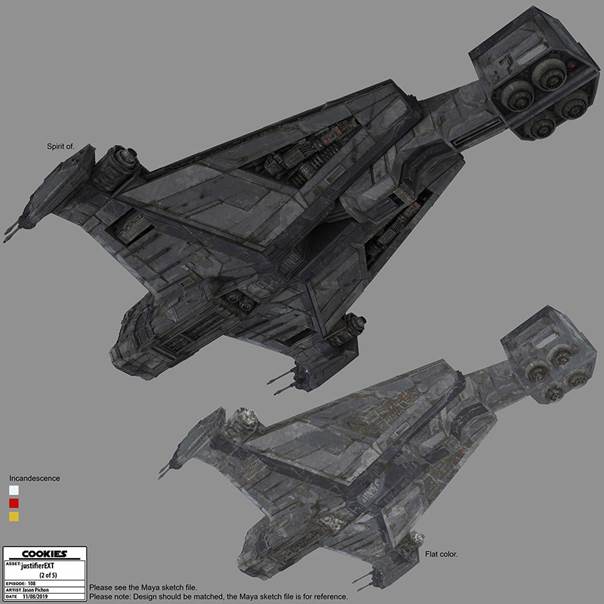 Spirit of.
Incandescence
Flat color.
COOKIES
ASSET: justifierEXT
(2 of 5)
EPISODE: 108
ARTIST Jason Pichon
DATE 11/08/2019
Please see the Maya sketch file.
Please note: Design should be matched, the Maya sketch file is for reference.